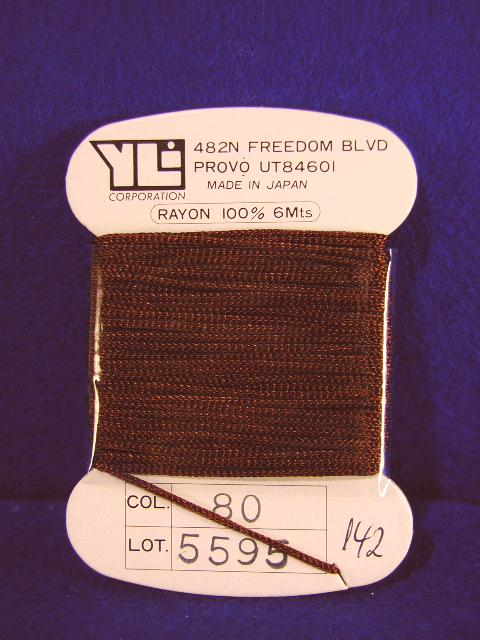 YLI
CORPORATION
482N FREEDOM BLVD
PROVO UT84601
MADE IN JAPAN
RAYON 100% 6Mts
COL. 80
LOT. 5595
142